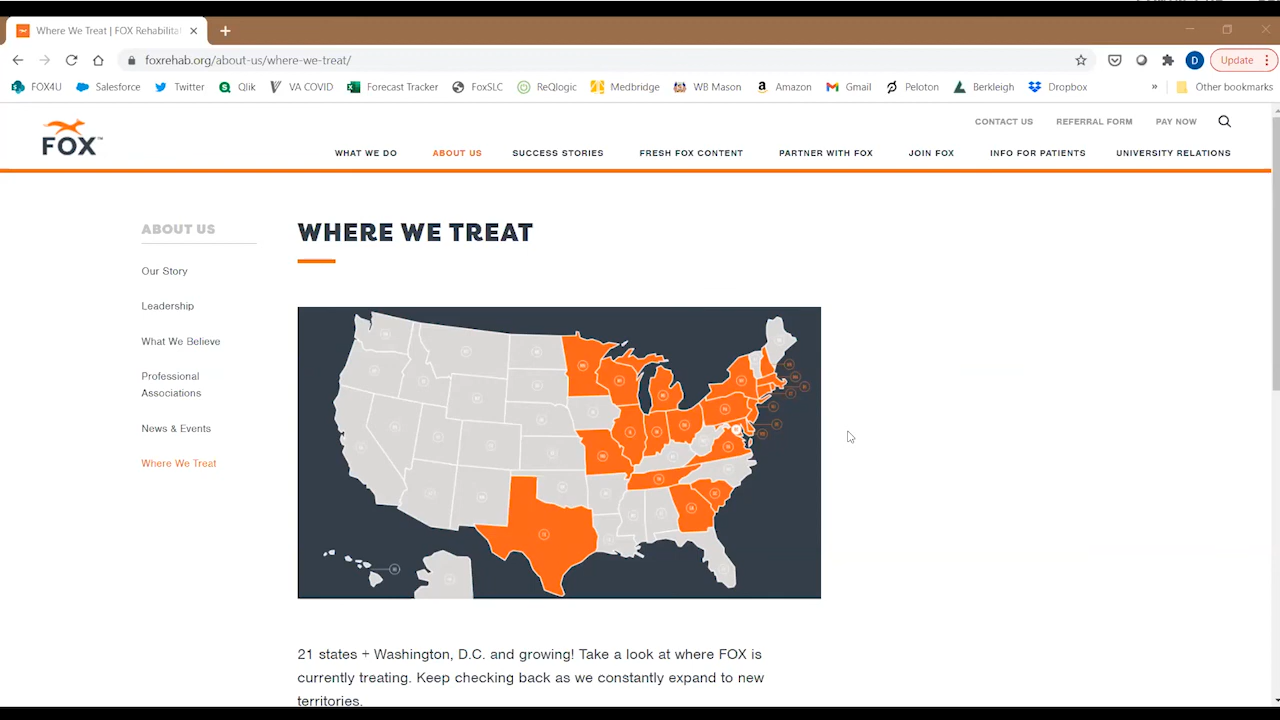 Where We Treat | FOX Rehabilita
foxrehab.org/about-us/where-we-treat/
D
Update
FOX4U
Salesforce
Twitter
Qlik
VA COVID
Forecast Tracker
FoxSLC
ReQlogic
Medbridge
WB Mason
Amazon
Gmail
Peloton
Berkleigh
Dropbox
»
Other bookmarks
FOX™
CONTACT US
REFERRAL FORM
PAY NOW
WHAT WE DO
ABOUT US
SUCCESS STORIES
FRESH FOX CONTENT
PARTNER WITH FOX
JOIN FOX
INFO FOR PATIENTS
UNIVERSITY RELATIONS
ABOUT US
Our Story
Leadership
What We Believe
Professional
Associations
News & Events
Where We Treat
WHERE WE TREAT
21 states + Washington, D.C. and growing! Take a look at where FOX is
currently treating. Keep checking back as we constantly expand to new
territories.